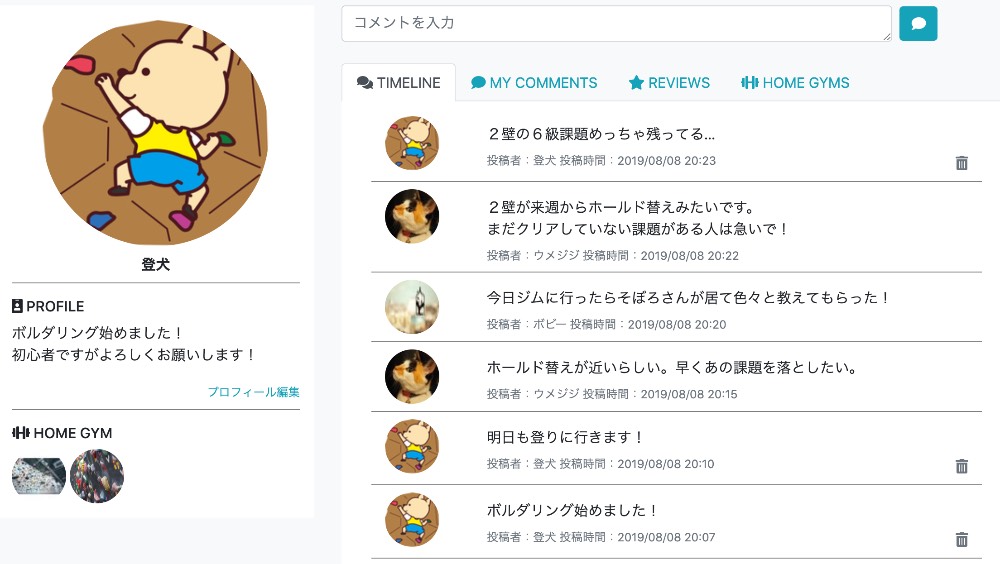 登犬
PROFILE
ボルダリング始めました！
初心者ですがよろしくお願いします！
プロフィール編集
HOME GYM
コメントを入力
TIMELINE MY COMMENTS REVIEWS HOME GYMS
２壁の６級課題めっちゃ残ってる...
投稿者：登犬 投稿時間：2019/08/08 20:23
２壁が来週からホールド替えみたいです。
まだクリアしていない課題がある人は急いで！
投稿者：ウメジジ 投稿時間：2019/08/08 20:22
今日ジムに行ったらそぼろさんが居て色々と教えてもらった！
投稿者：ボビー 投稿時間：2019/08/08 20:20
ホールド替えが近いらしい。早くあの課題を落としたい。
投稿者：ウメジジ 投稿時間：2019/08/08 20:15
明日も登りに行きます！
投稿者：登犬 投稿時間：2019/08/08 20:10
ボルダリング始めました！
投稿者：登犬 投稿時間：2019/08/08 20:07